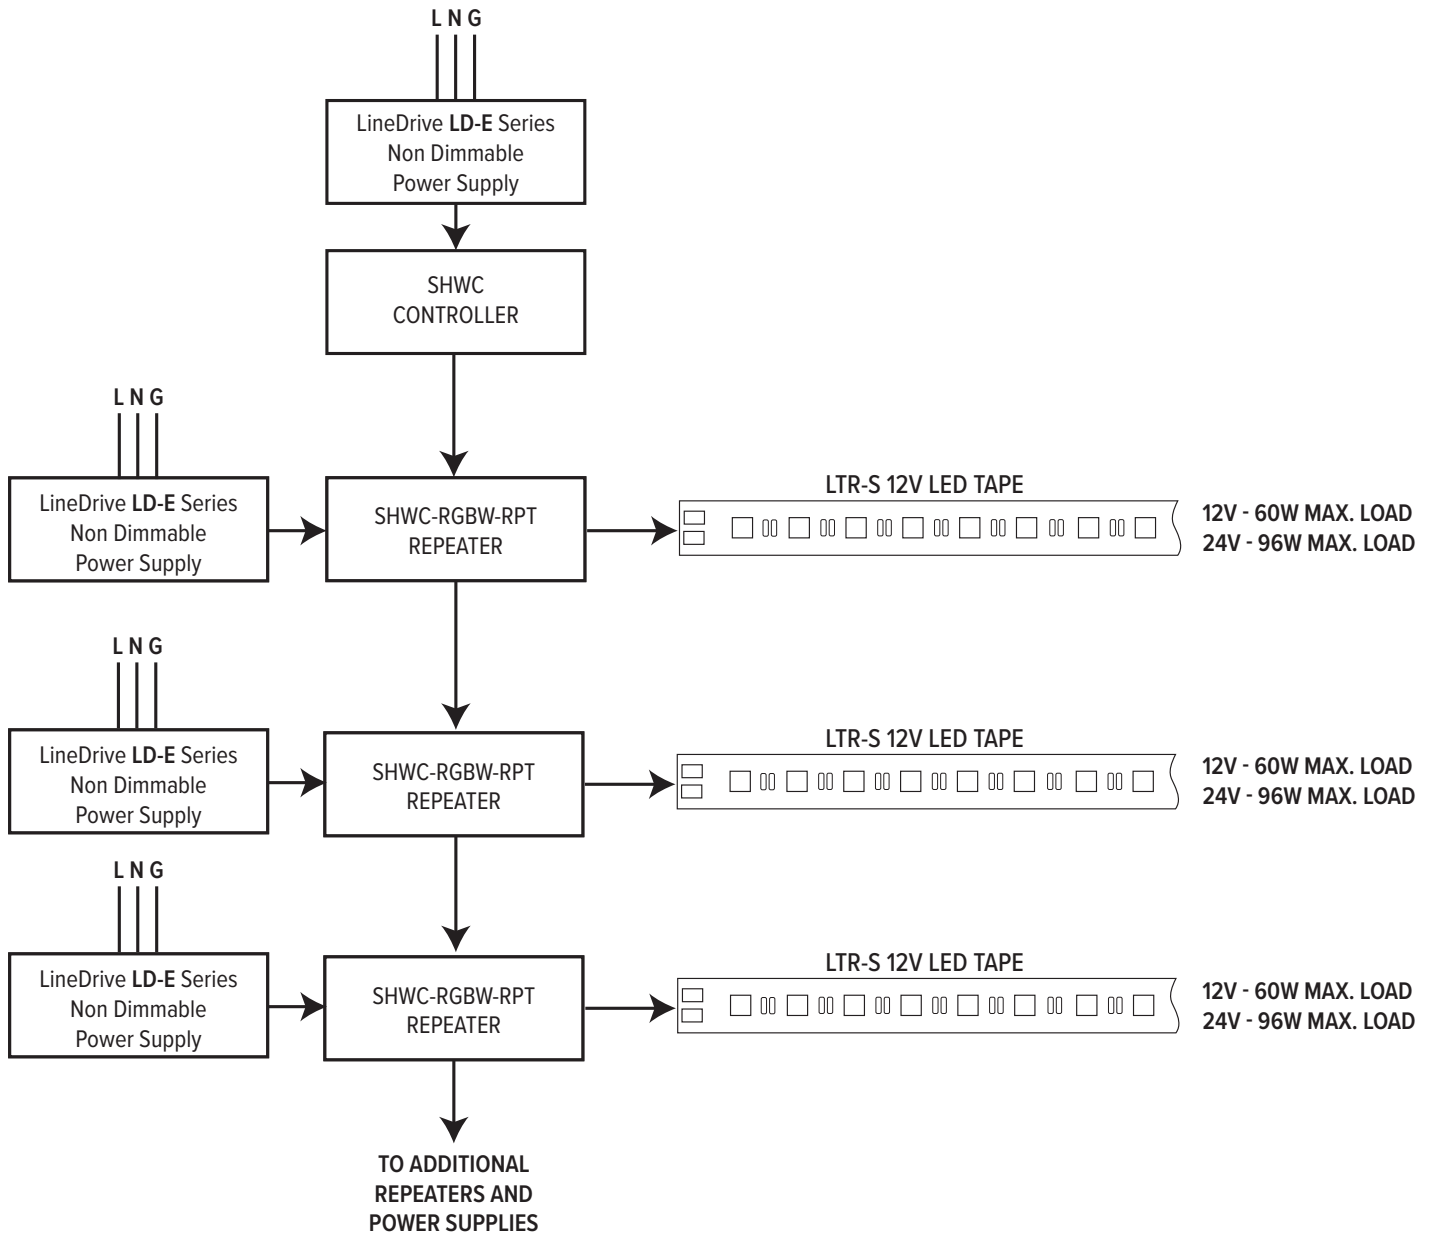 L N G
LineDrive LD-E Series
Non Dimmable
Power Supply
SHWC
CONTROLLER
L N G
LineDrive LD-E Series
Non Dimmable
Power Supply
SHWC-RGBW-RPT
REPEATER
LTR-S 12V LED TAPE
12V - 60W MAX. LOAD
24V - 96W MAX. LOAD
L N G
LineDrive LD-E Series
Non Dimmable
Power Supply
SHWC-RGBW-RPT
REPEATER
LTR-S 12V LED TAPE
12V - 60W MAX. LOAD
24V - 96W MAX. LOAD
L N G
LineDrive LD-E Series
Non Dimmable
Power Supply
SHWC-RGBW-RPT
REPEATER
LTR-S 12V LED TAPE
12V - 60W MAX. LOAD
24V - 96W MAX. LOAD
TO ADDITIONAL
REPEATERS AND
POWER SUPPLIES